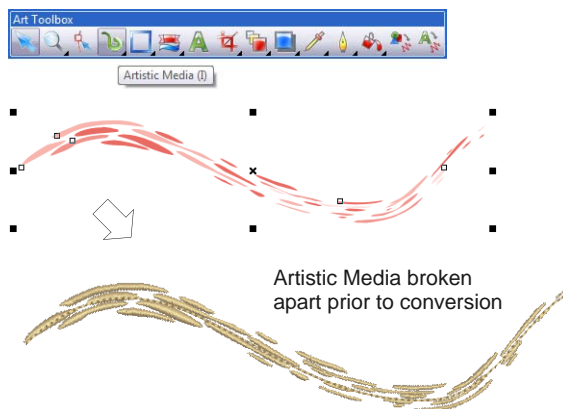 Art Toolbox
Artistic Media (I)
Artistic Media broken
apart prior to conversion